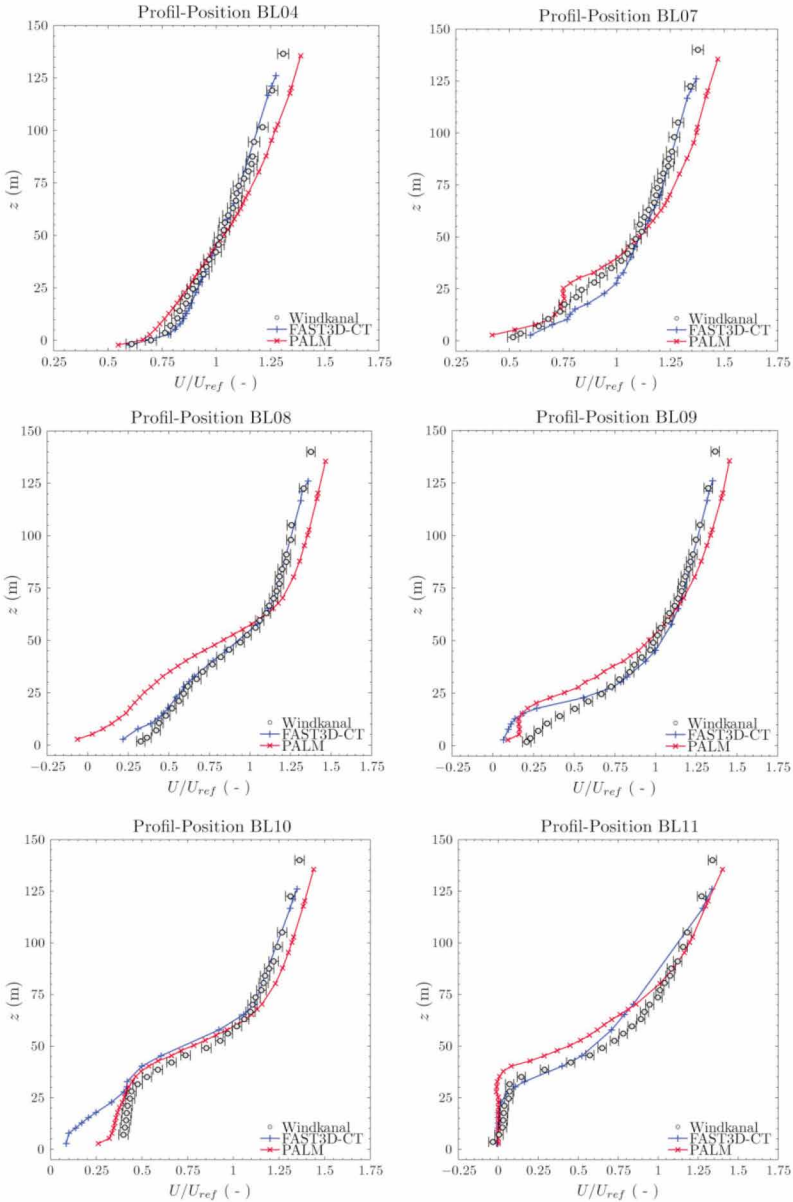 Profil-Position BL04
150
125
100
75
50
25
0
z (m)
Windkanal
FAST3D-CT
PALM
0.25 0.5 0.75 1 1.25 1.5 1.75
U/Uref ( - )
Profil-Position BL07
150
125
100
75
50
25
0
z (m)
Windkanal
FAST3D-CT
PALM
0.25 0.5 0.75 1 1.25 1.5 1.75
U/Uref ( - )
Profil-Position BL08
150
125
100
75
50
25
0
z (m)
Windkanal
FAST3D-CT
PALM
−0.25 0 0.25 0.5 0.75 1 1.25 1.5 1.75
U/Uref ( - )
Profil-Position BL09
150
125
100
75
50
25
0
z (m)
Windkanal
FAST3D-CT
PALM
−0.25 0 0.25 0.5 0.75 1 1.25 1.5 1.75
U/Uref ( - )
Profil-Position BL10
150
125
100
75
50
25
0
z (m)
Windkanal
FAST3D-CT
PALM
0 0.25 0.5 0.75 1 1.25 1.5 1.75
U/Uref ( - )
Profil-Position BL11
150
125
100
75
50
25
0
z (m)
Windkanal
FAST3D-CT
PALM
−0.25 0 0.25 0.5 0.75 1 1.25 1.5 1.75
U/Uref ( - )